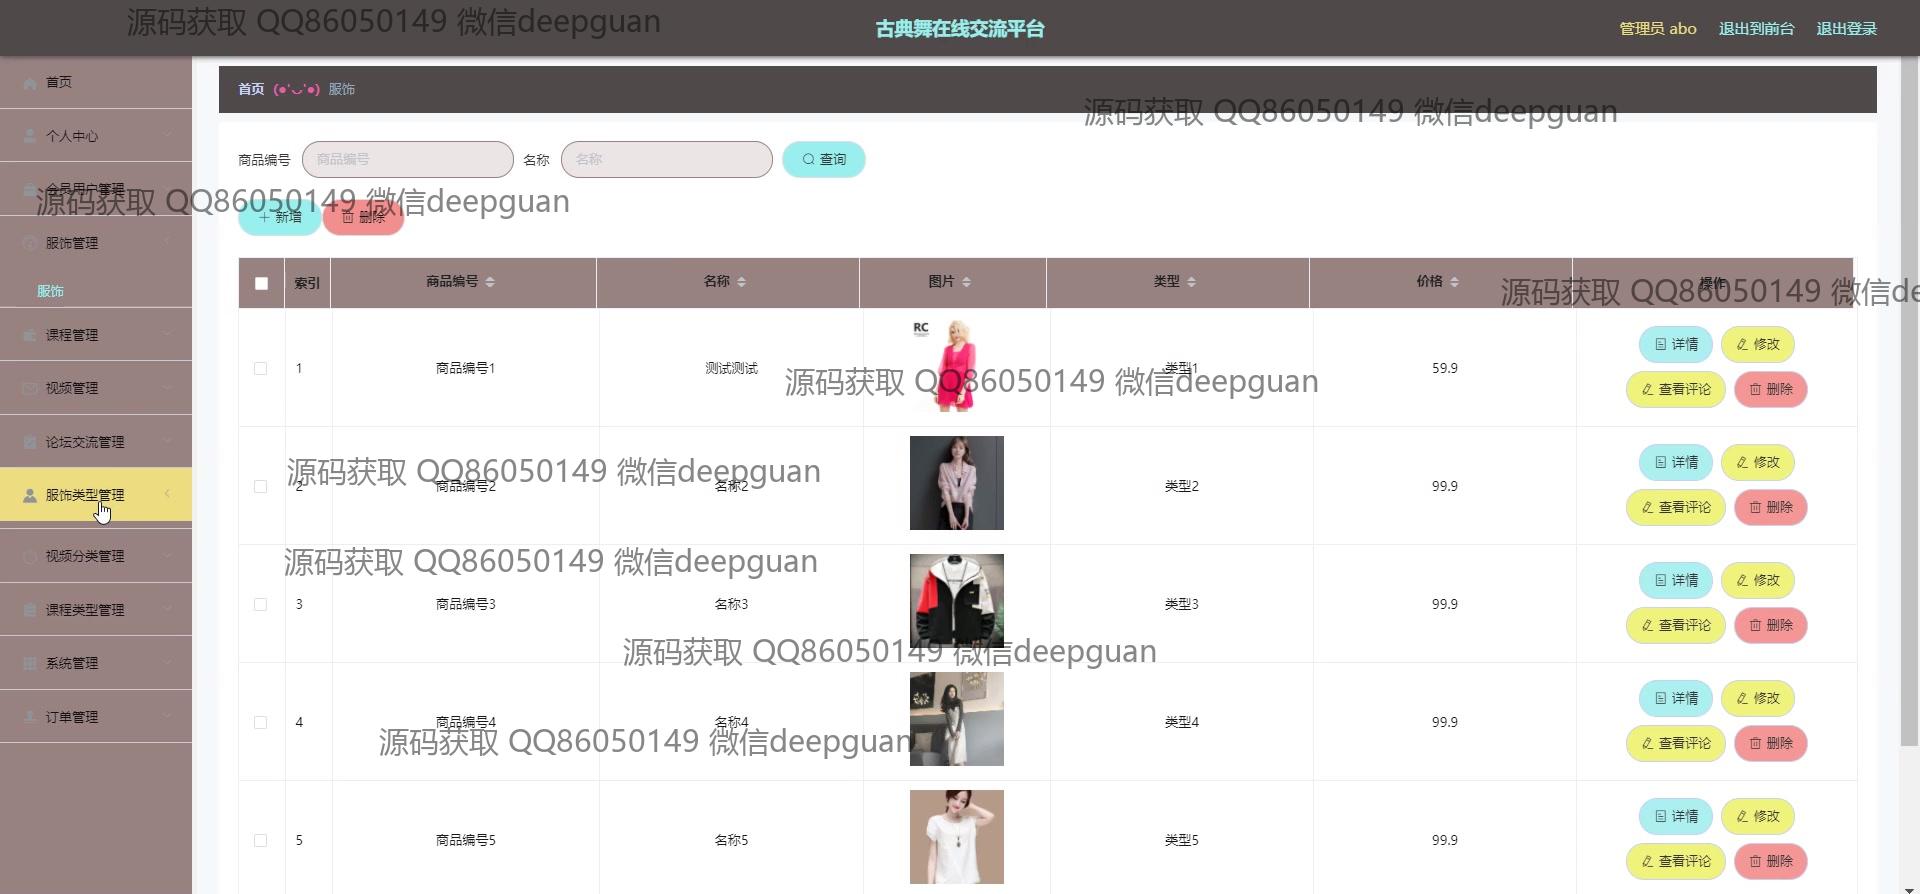 源码获取 QQ86050149 微信deepguan
古典舞在线交流平台
管理员 abo 退出到前台 退出登录
首页
首页 (●'◡'●) 服饰
源码获取 QQ86050149 微信deepguan
个人中心
商品编号 商品编号 名称 名称 查询
会员用户管理
源码获取 QQ86050149 微信deepguan
新增 删除
服饰管理
服饰
索引 商品编号 名称 图片 类型 价格 操作
源码获取 QQ86050149 微信de
课程管理
RC
1 商品编号1 测试测试 类型1 59.9 详情 修改
查看评论 删除
源码获取 QQ86050149 微信deepguan
视频管理
论坛交流管理
源码获取 QQ86050149 微信deepguan
2 商品编号2 名称2 类型2 99.9 详情 修改
查看评论 删除
服饰类型管理
视频分类管理
源码获取 QQ86050149 微信deepguan
3 商品编号3 名称3 类型3 99.9 详情 修改
查看评论 删除
课程类型管理
源码获取 QQ86050149 微信deepguan
系统管理
4 商品编号4 名称4 类型4 99.9 详情 修改
查看评论 删除
订单管理
源码获取 QQ86050149 微信deepguan
5 商品编号5 名称5 类型5 99.9 详情 修改
查看评论 删除